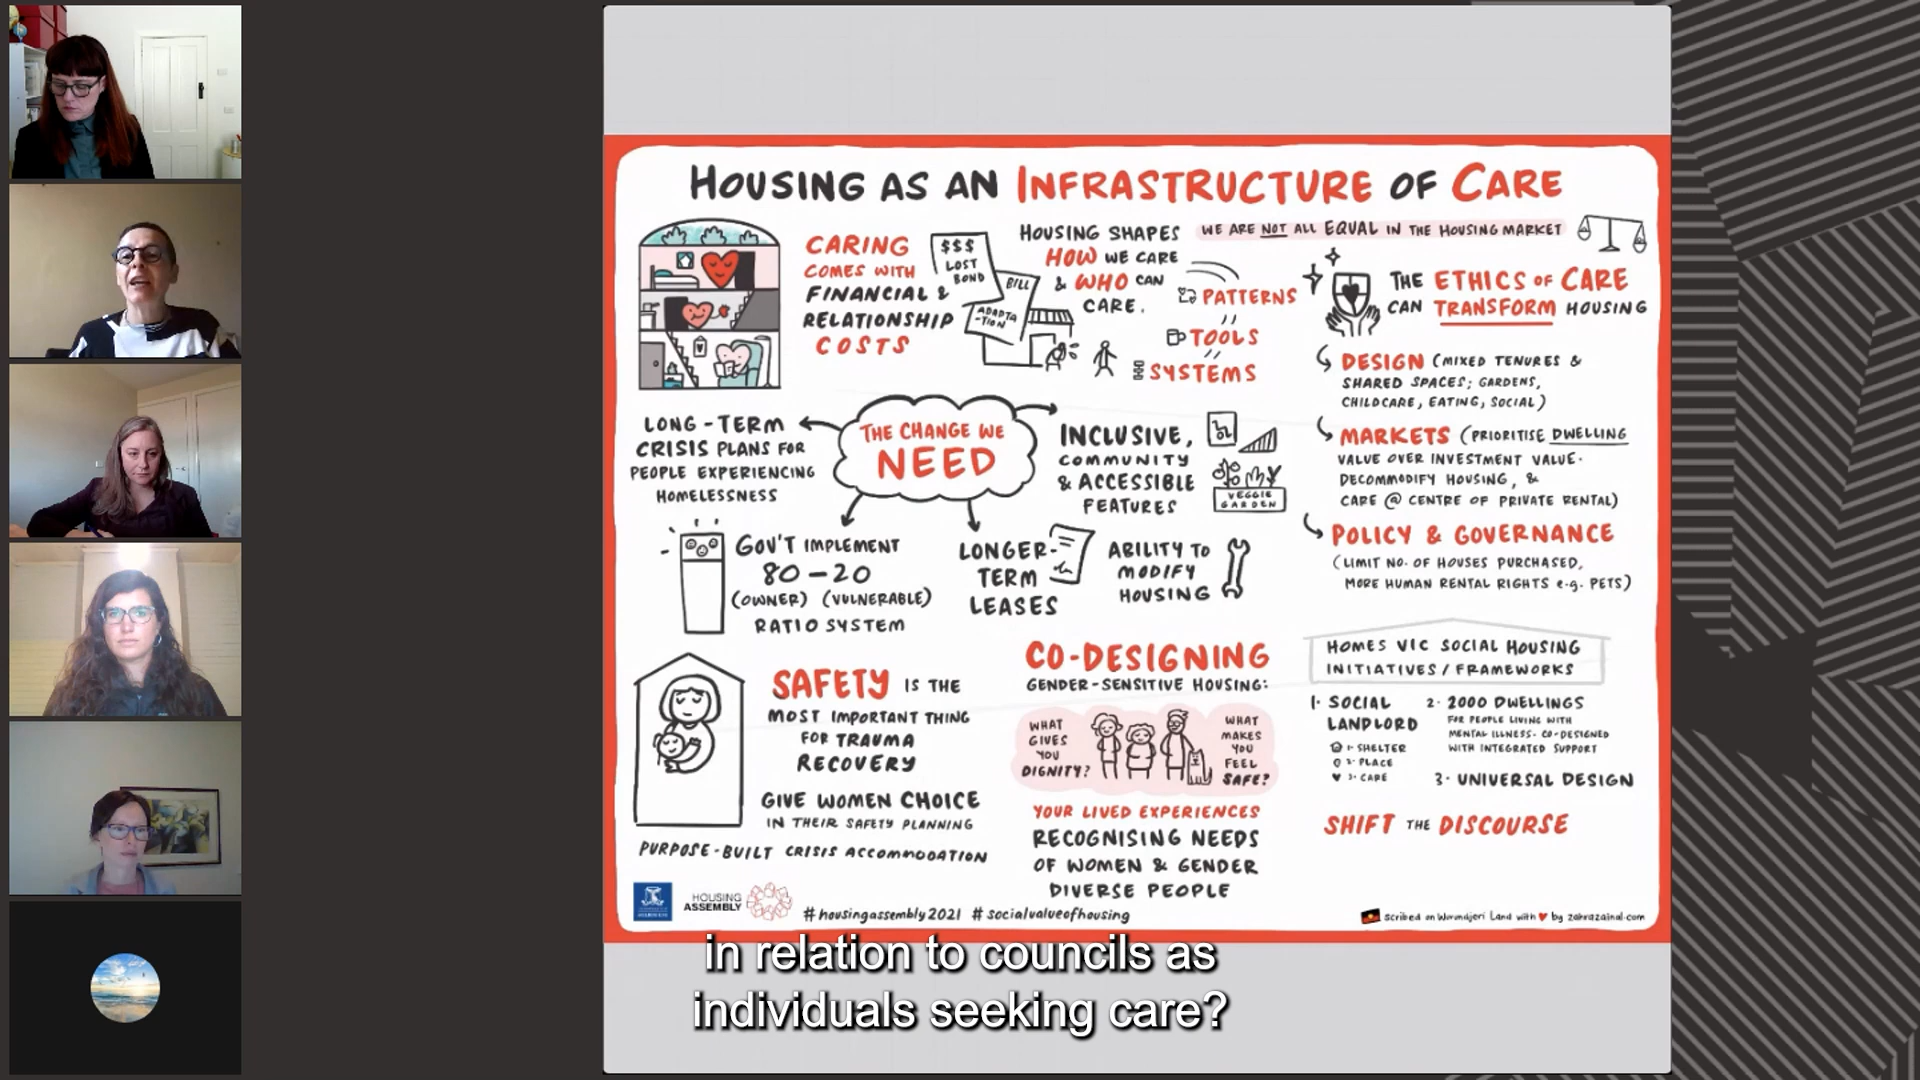 HOUSING AS AN INFRASTRUCTURE OF CARE
CARING
COMES WITH
FINANCIAL &
RELATIONSHIP
COSTS
$$$
LOST
BOND
BILL
ADAPTA
-TION
HOUSING SHAPES
HOW WE CARE
& WHO CAN
CARE.
PATTERNS
TOOLS
SYSTEMS
WE ARE NOT ALL EQUAL IN THE HOUSING MARKET
THE ETHICS OF CARE
CAN TRANSFORM HOUSING
DESIGN (MIXED TENURES &
SHARED SPACES; GARDENS,
CHILDCARE, EATING, SOCIAL)
MARKETS (PRIORITISE DWELLING
VALUE OVER INVESTMENT VALUE.
DECOMMODIFY HOUSING, &
CARE @ CENTRE OF PRIVATE RENTAL)
POLICY & GOVERNANCE
(LIMIT NO. OF HOUSES PURCHASED,
MORE HUMAN RENTAL RIGHTS e.g. PETS)
THE CHANGE WE
NEED
LONG-TERM
CRISIS PLANS FOR
PEOPLE EXPERIENCING
HOMELESSNESS
INCLUSIVE,
COMMUNITY
& ACCESSIBLE
FEATURES
VEGGIE
GARDEN
GOV'T IMPLEMENT
80-20
(OWNER) (VULNERABLE)
RATIO SYSTEM
LONGER-
TERM
LEASES
ABILITY TO
MODIFY
HOUSING
SAFETY IS THE
MOST IMPORTANT THING
FOR TRAUMA
RECOVERY
GIVE WOMEN CHOICE
IN THEIR SAFETY PLANNING
PURPOSE-BUILT CRISIS ACCOMMODATION
CO-DESIGNING
GENDER-SENSITIVE HOUSING:
WHAT
GIVES
YOU
DIGNITY?
WHAT
MAKES
YOU
FEEL
SAFE?
YOUR LIVED EXPERIENCES
RECOGNISING NEEDS
OF WOMEN & GENDER
DIVERSE PEOPLE
HOMES VIC SOCIAL HOUSING
INITIATIVES/FRAMEWORKS
1. SOCIAL
LANDLORD
1. SHELTER
2. PLACE
3. CARE
2. 2000 DWELLINGS
FOR PEOPLE LIVING WITH
MENTAL ILLNESS. CO-DESIGNED
WITH INTEGRATED SUPPORT
3. UNIVERSAL DESIGN
SHIFT THE DISCOURSE
HOUSING
ASSEMBLY
#housingassembly2021 #socialvalueofhousing
scribed on Wurundjeri Land with by zahrazainal.com
in relation to councils as
individuals seeking care?